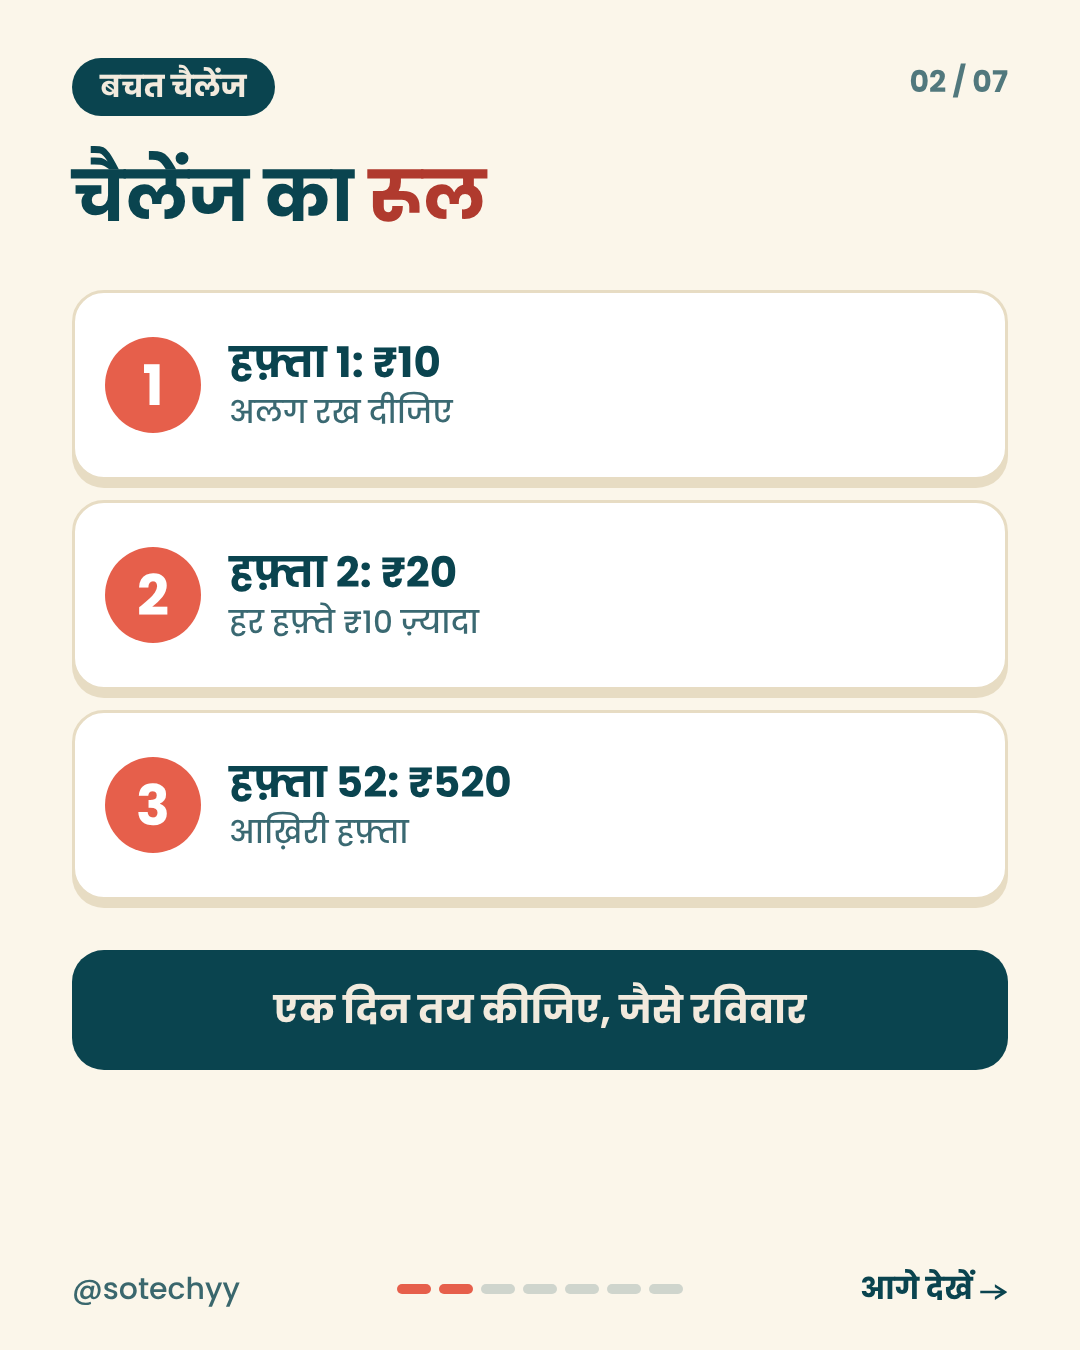 बचत चैलेंज
02 / 07
चैलेंज का रूल
1
हफ़्ता 1: ₹10
अलग रख दीजिए
2
हफ़्ता 2: ₹20
हर हफ़्ते ₹10 ज़्यादा
3
हफ़्ता 52: ₹520
आख़िरी हफ़्ता
एक दिन तय कीजिए, जैसे रविवार
@sotechyy
आगे देखें →